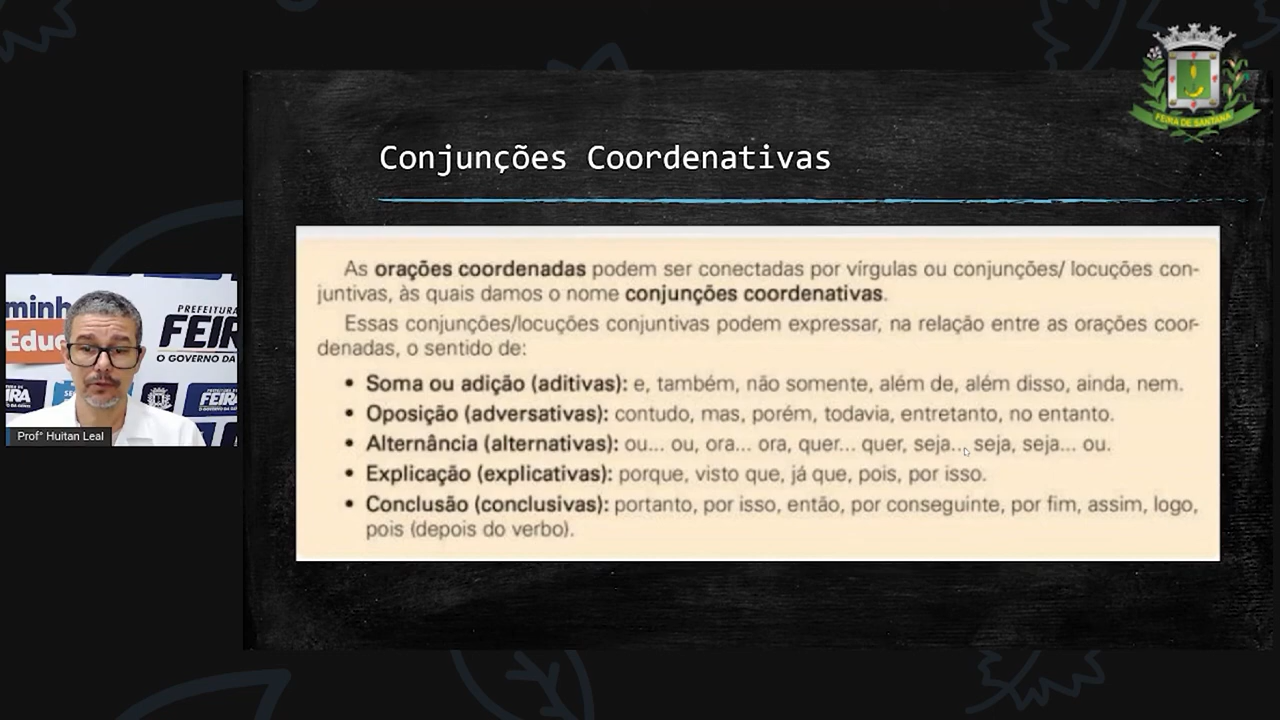 FEIRA DE SANTANA
Conjunções Coordenativas
As orações coordenadas podem ser conectadas por vírgulas ou conjunções/ locuções con-
juntivas, às quais damos o nome conjunções coordenativas.
Essas conjunções/locuções conjuntivas podem expressar, na relação entre as orações coor-
denadas, o sentido de:
• Soma ou adição (aditivas): e, também, não somente, além de, além disso, ainda, nem.
• Oposição (adversativas): contudo, mas, porém, todavia, entretanto, no entanto.
• Alternância (alternativas): ou... ou, ora... ora, quer... quer, seja... seja, seja... ou.
• Explicação (explicativas): porque, visto que, já que, pois, por isso.
• Conclusão (conclusivas): portanto, por isso, então, por conseguinte, por fim, assim, logo,
pois (depois do verbo).
minh
Educ
PREFEITURA
FEIR
O GOVERNO DA
FEIRA
Profº Huitan Leal